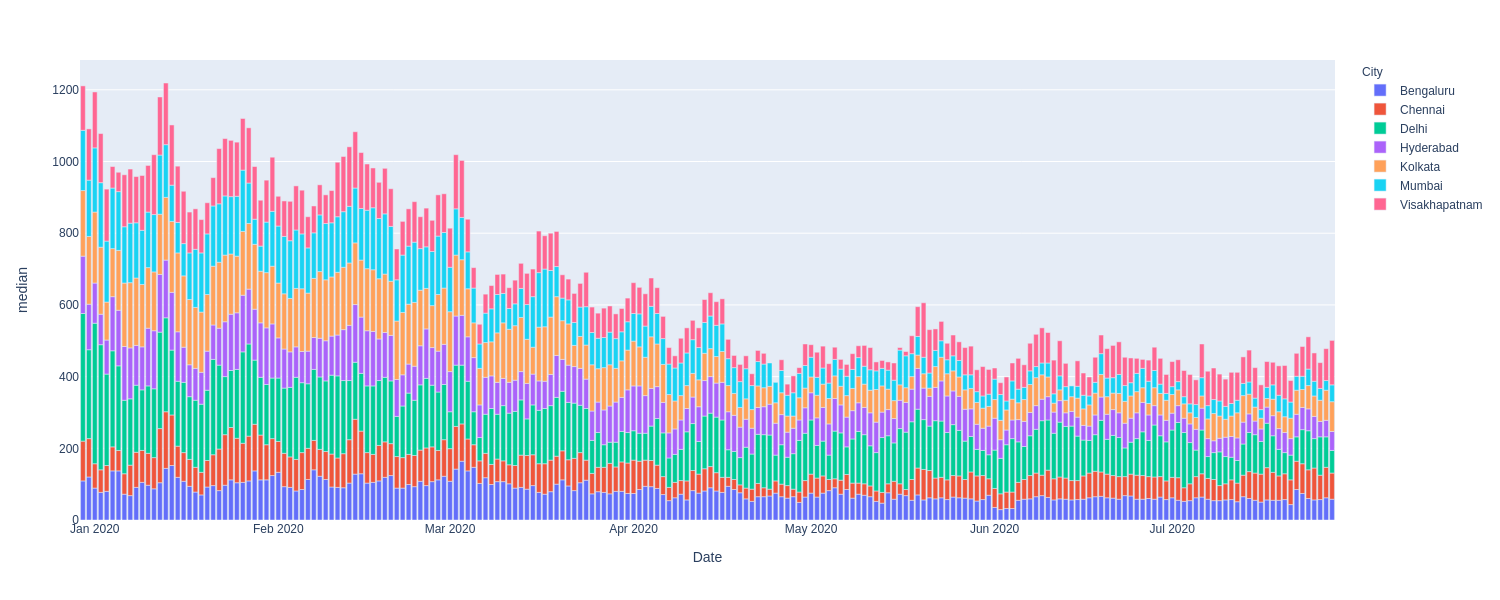 City
Bengaluru
Chennai
Delhi
Hyderabad
Kolkata
Mumbai
Visakhapatnam
median
1200
1000
800
600
400
200
0
Jan 2020 Feb 2020 Mar 2020 Apr 2020 May 2020 Jun 2020 Jul 2020
Date